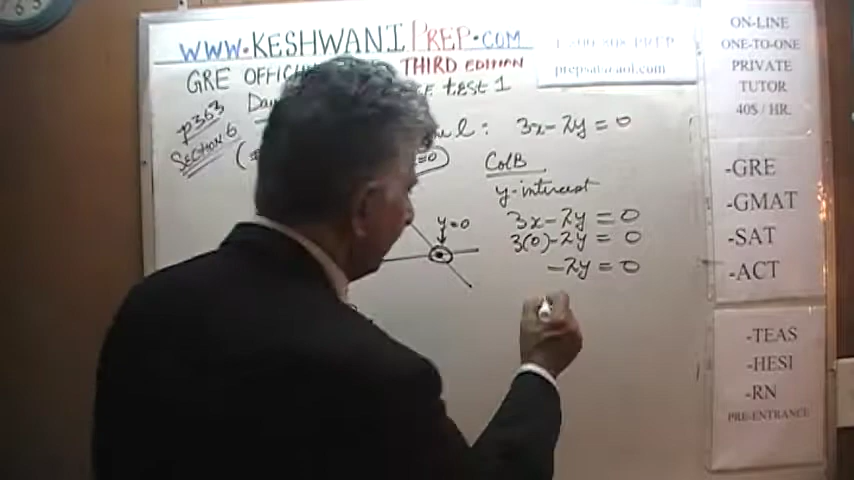 WWW.KESHWANIPREP.COM
GRE OFFICI THIRD EDITION
TEST 1
p363
SECTION 6
l: 3x-2y=0
=0)
ColB
y-intercept
3x-2y=0
3(0)-2y=0
-2y=0
y=0
prepsavarani.com
ON-LINE
ONE-TO-ONE
PRIVATE
TUTOR
40$ / HR.
-GRE
-GMAT
-SAT
-ACT
-TEAS
-HESI
-RN
PRE-ENTRANCE